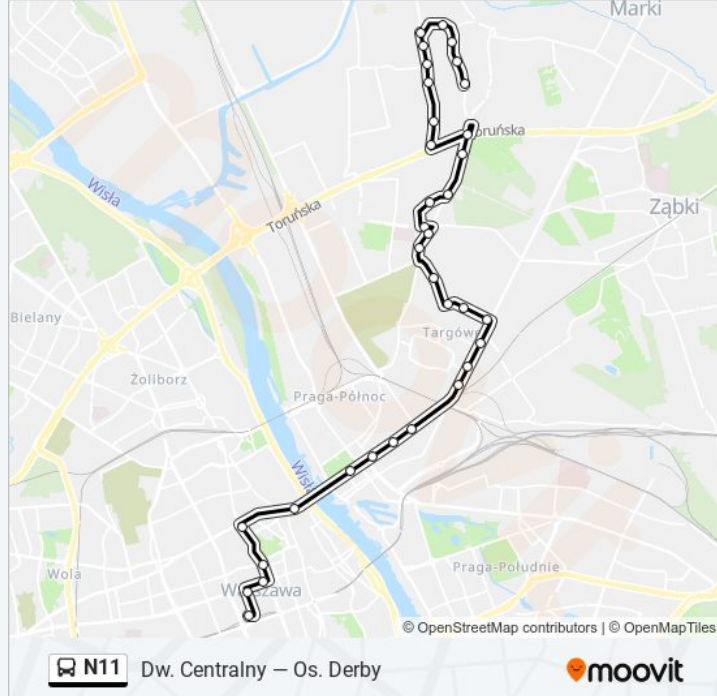 Marki
Toruńska
Wisła
Ząbki
Toruńska
Bielany
Targówe
Żoliborz
Praga-Północ
Wisła
Praga-Południe
Wola
Warszawa
© OpenStreetMap contributors | © OpenMapTiles
N11 Dw. Centralny — Os. Derby moovit